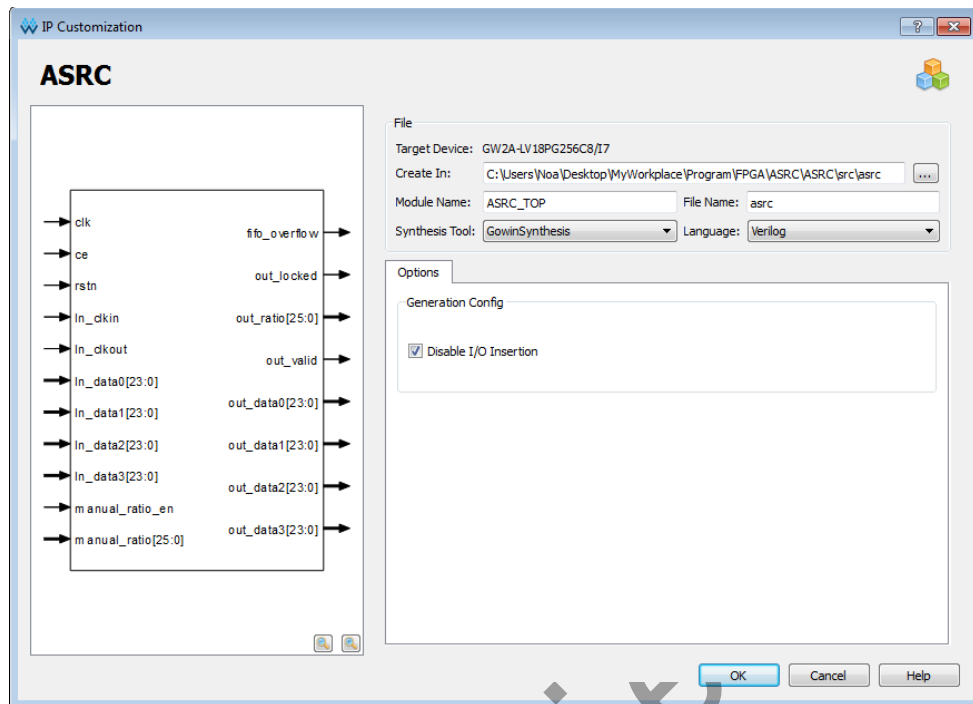 IP Customization
ASRC
clk
ce
rstn
In_clkin
In_clkout
In_data0[23:0]
In_data1[23:0]
In_data2[23:0]
In_data3[23:0]
manual_ratio_en
manual_ratio[25:0]
fifo_overflow
out_locked
out_ratio[25:0]
out_valid
out_data0[23:0]
out_data1[23:0]
out_data2[23:0]
out_data3[23:0]
File
Target Device: GW2A-LV18PG256C8/I7
Create In: C:\Users\Noa\Desktop\MyWorkplace\Program\FPGA\ASRC\ASRC\src\asrc ...
Module Name: ASRC_TOP File Name: asrc
Synthesis Tool: GowinSynthesis Language: Verilog
Options
Generation Config
Disable I/O Insertion
OK Cancel Help